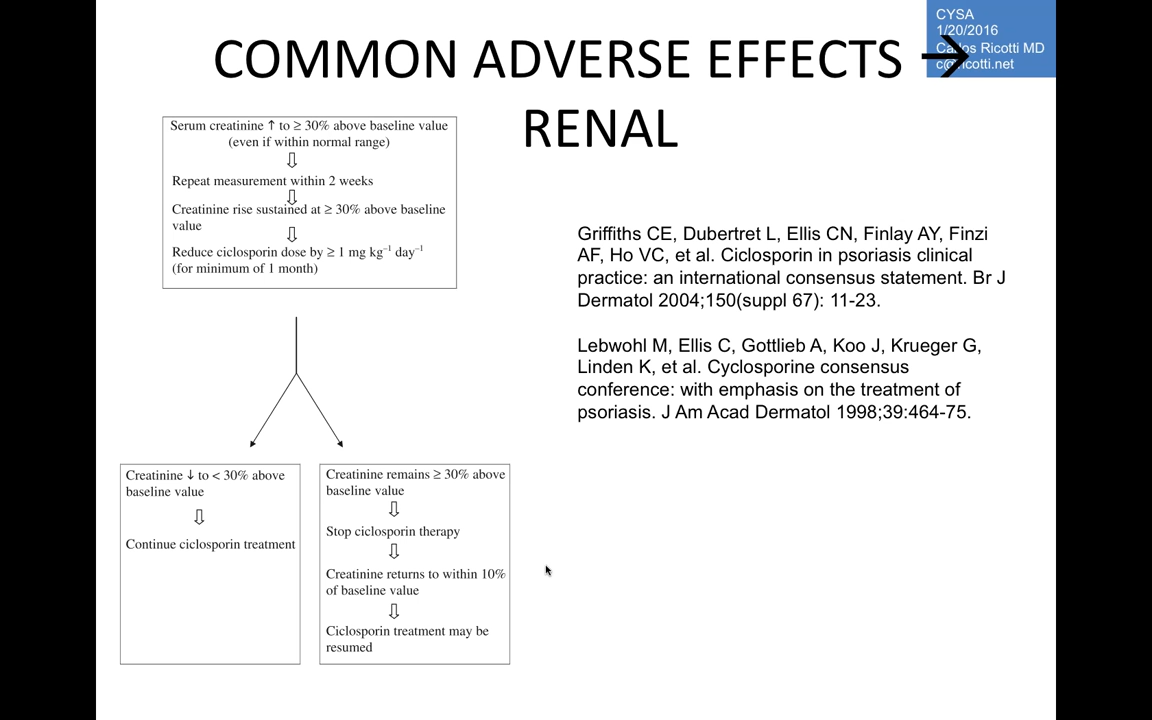 COMMON ADVERSE EFFECTS →
RENAL
CYSA
1/20/2016
Ricotti MD
Serum creatinine ↑ to ≥ 30% above baseline value
(even if within normal range)
Repeat measurement within 2 weeks
Creatinine rise sustained at ≥ 30% above baseline
value
Reduce ciclosporin dose by ≥ 1 mg kg⁻¹ day⁻¹
(for minimum of 1 month)
Creatinine ↓ to < 30% above
baseline value
Continue ciclosporin treatment
Creatinine remains ≥ 30% above
baseline value
Stop ciclosporin therapy
Creatinine returns to within 10%
of baseline value
Ciclosporin treatment may be
resumed
Griffiths CE, Dubertret L, Ellis CN, Finlay AY, Finzi
AF, Ho VC, et al. Ciclosporin in psoriasis clinical
practice: an international consensus statement. Br J
Dermatol 2004;150(suppl 67): 11-23.
Lebwohl M, Ellis C, Gottlieb A, Koo J, Krueger G,
Linden K, et al. Cyclosporine consensus
conference: with emphasis on the treatment of
psoriasis. J Am Acad Dermatol 1998;39:464-75.